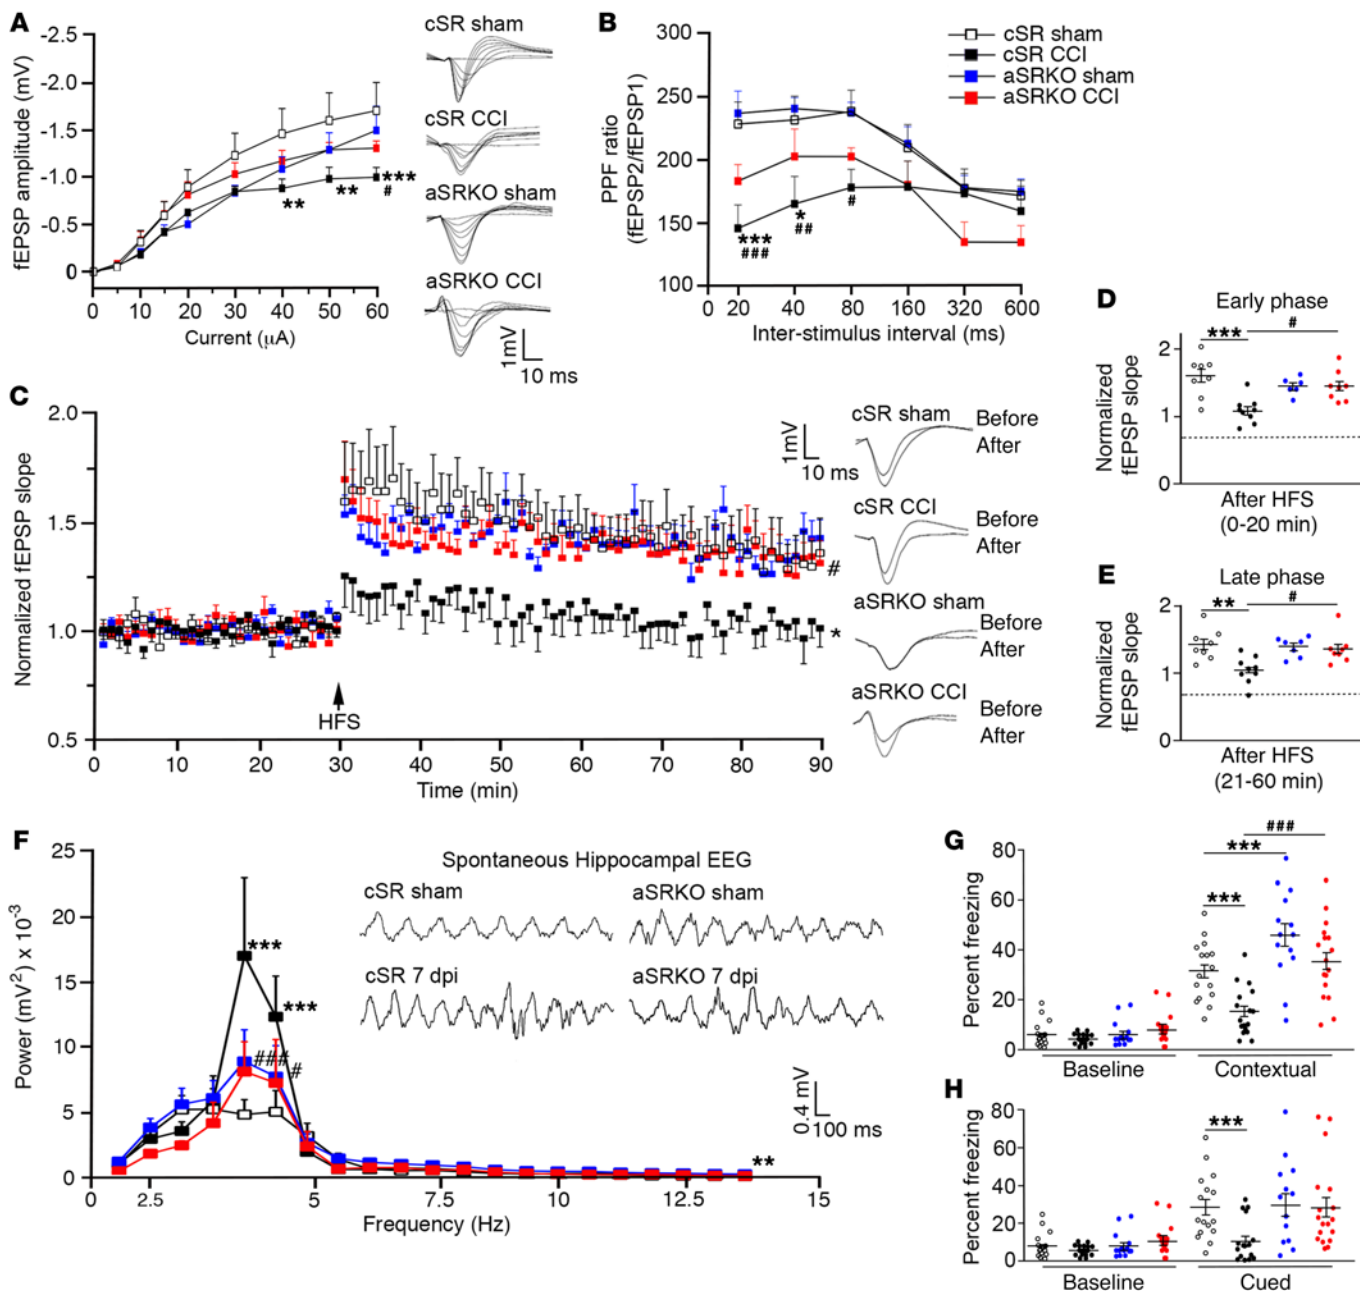 A
fEPSP amplitude (mV)
-2.5
-2.0
-1.5
-1.0
-0.5
0
***
#
**
**
0 10 20 30 40 50 60
Current (µA)
cSR sham
cSR CCI
aSRKO sham
aSRKO CCI
1mV
10 ms
B
PPF ratio
(fEPSP2/fEPSP1)
300
250
200
150
100
***
###
*
##
#
0 20 40 80 160 320 600
Inter-stimulus interval (ms)
cSR sham
cSR CCI
aSRKO sham
aSRKO CCI
C
Normalized fEPSP slope
2.0
1.5
1.0
0.5
#
*
HFS
0 10 20 30 40 50 60 70 80 90
Time (min)
1mV
10 ms
cSR sham
Before
After
cSR CCI
Before
After
aSRKO sham
Before
After
aSRKO CCI
Before
After
D
Early phase
***
#
Normalized
fEPSP slope
2
1
0
After HFS
(0-20 min)
E
Late phase
**
#
Normalized
fEPSP slope
2
1
0
After HFS
(21-60 min)
F
Power (mV²) x 10⁻³
25
20
15
10
5
0
***
***
###
#
**
0 2.5 5 7.5 10 12.5 15
Frequency (Hz)
Spontaneous Hippocampal EEG
cSR sham
aSRKO sham
cSR 7 dpi
aSRKO 7 dpi
0.4 mV
100 ms
G
Percent freezing
80
60
40
20
0
###
***
***
Baseline Contextual
H
Percent freezing
80
60
40
20
0
***
Baseline Cued